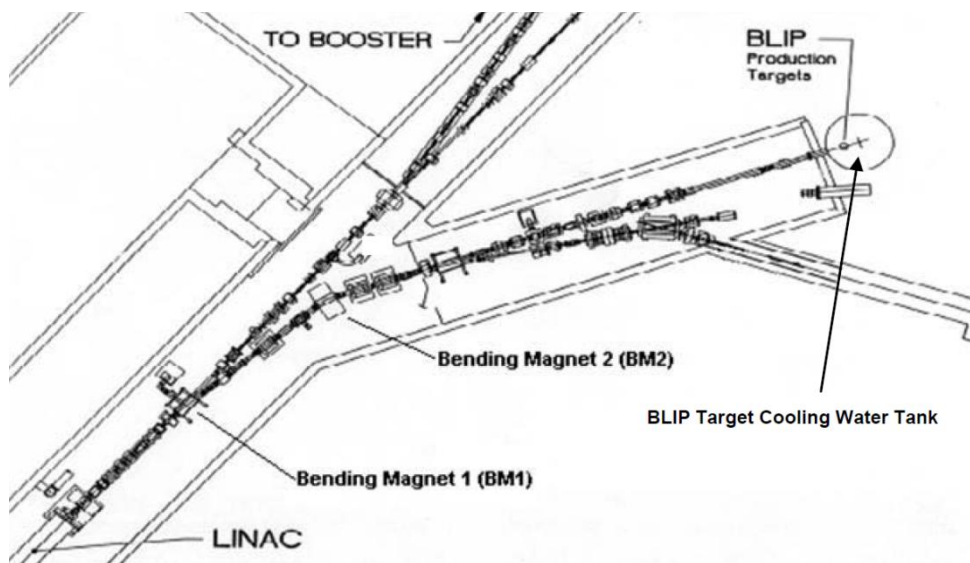 TO BOOSTER
BLIP
Production
Targets
Bending Magnet 2 (BM2)
BLIP Target Cooling Water Tank
Bending Magnet 1 (BM1)
LINAC